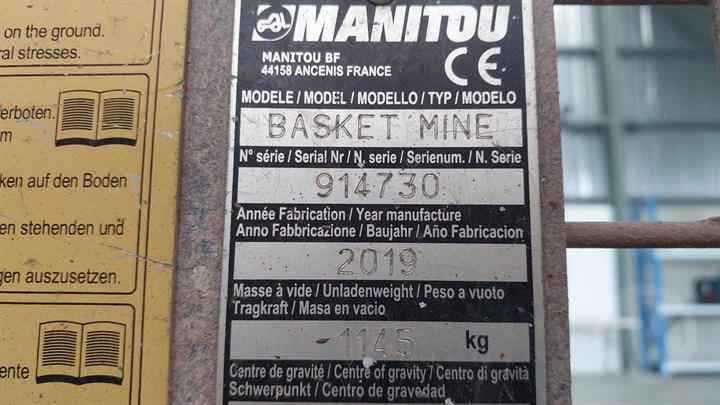 on the ground.
ral stresses.
erboten.
m
ken auf den Boden
en stehenden und
gen auszusetzen.
ente
MANITOU
MANITOU BF
44158 ANCENIS FRANCE
CE
MODELE / MODEL / MODELLO / TYP / MODELO
BASKET MINE
N° série / Serial Nr / N. serie / Serienum. / N. Serie
914730
Année Fabrication / Year manufacture
Anno Fabbricazione / Baujahr / Año Fabricacion
2019
Masse à vide / Unladenweight / Peso a vuoto
Tragkraft / Masa en vacio
1145 kg
Centre de gravité / Centre of gravity / Centro di gravità
Schwerpunkt / Centro de gravedad